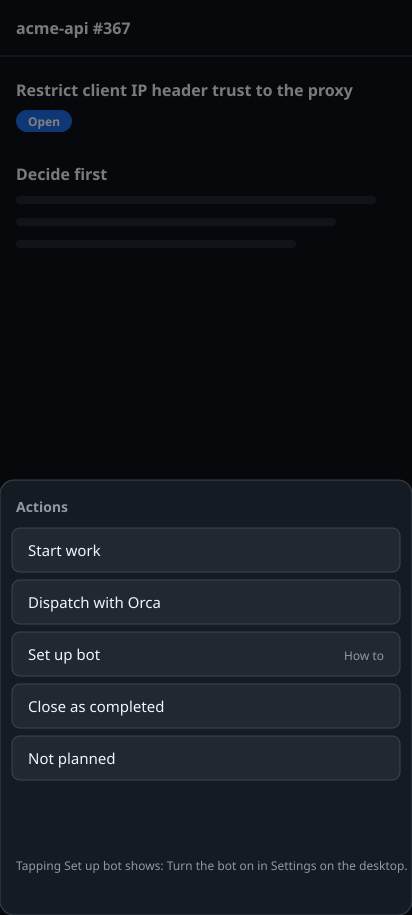 acme-api #367
Restrict client IP header trust to the proxy
Open
Decide first
Actions
Start work
Dispatch with Orca
Set up bot How to
Close as completed
Not planned
Tapping Set up bot shows: Turn the bot on in Settings on the desktop.